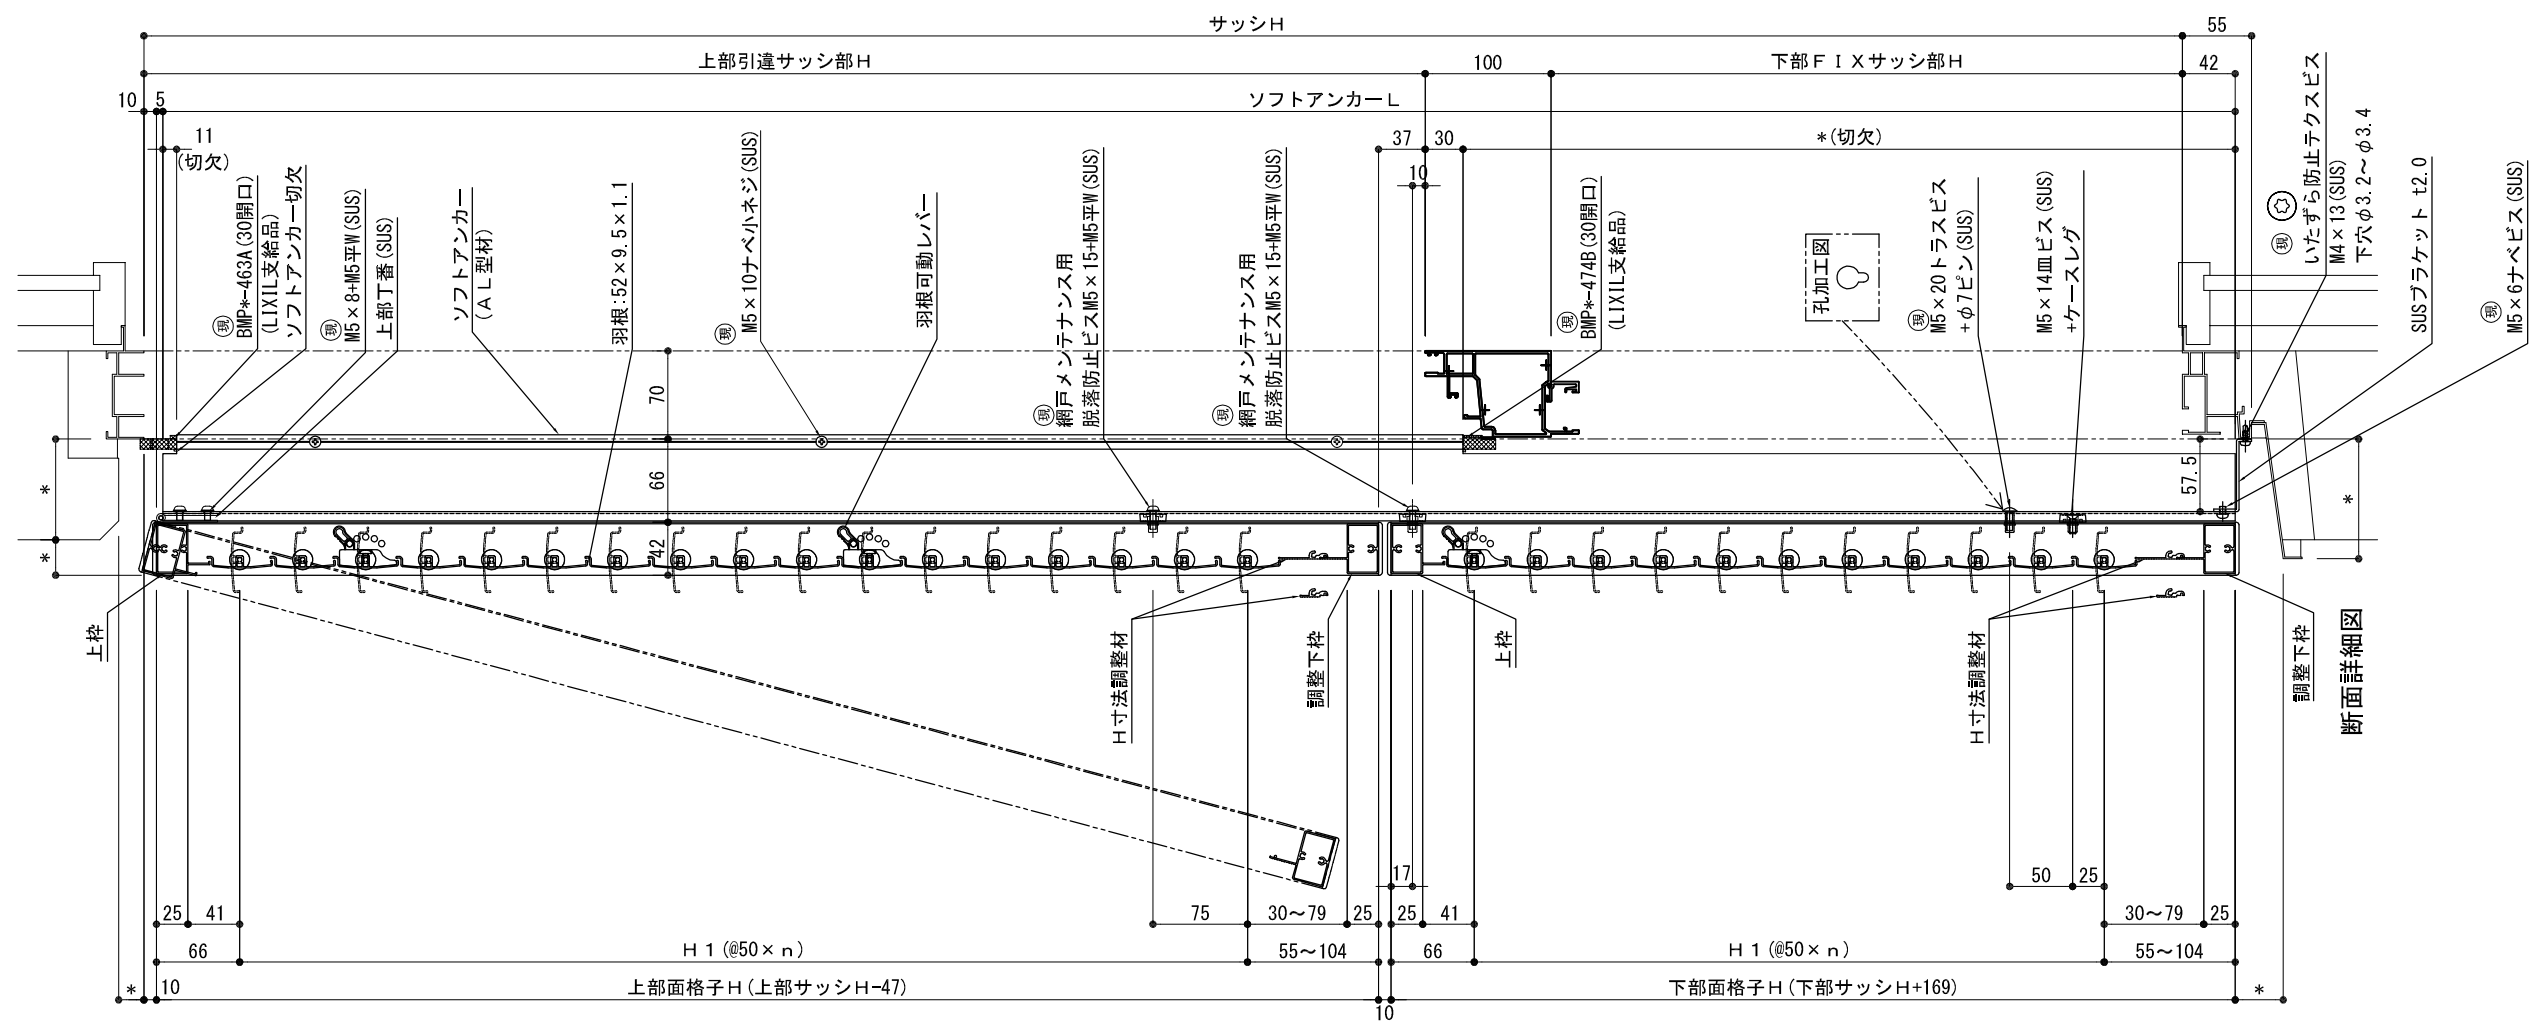 サッシH
55
上部引違サッシ部H
100
下部FIXサッシ部H
42
10
5
ソフトアンカーL
11
(切欠)
37
30
*(切欠)
10
現
BMP*-463A(30開口)
(LIXIL支給品)
ソフトアンカー切欠
現
M5×8+M5平W(SUS)
上部丁番(SUS)
ソフトアンカー
(AL型材)
羽根:52×9.5×1.1
現
M5×10ナベ小ネジ(SUS)
羽根可動レバー
現
網戸メンテナンス用
脱落防止ビスM5×15+M5平W(SUS)
現
網戸メンテナンス用
脱落防止ビスM5×15+M5平W(SUS)
現
BMP*-474B(30開口)
(LIXIL支給品)
孔加工図
現
M5×20トラスビス
+φ7ピン(SUS)
M5×14皿ビス(SUS)
+ケースレグ
現
いたずら防止テクスビス
M4×13(SUS)
下穴φ3.2～φ3.4
SUSブラケット t2.0
現
M5×6ナベビス(SUS)
70
66
42
57.5
*
*
*
上枠
H寸法調整材
調整下枠
上枠
H寸法調整材
調整下枠
断面詳細図
17
50
25
25
41
75
30～79
25
25
41
30～79
25
66
H1(@50×n)
55～104
66
H1(@50×n)
55～104
*
10
上部面格子H(上部サッシH-47)
10
下部面格子H(下部サッシH+169)
*